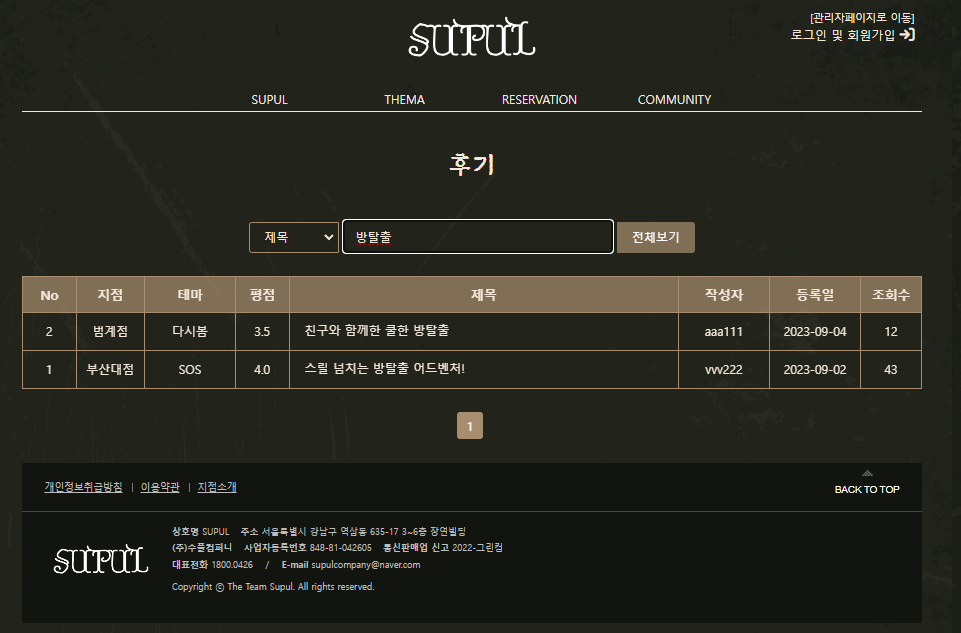 [관리자페이지로 이동]
SUPUL
로그인 및 회원가입
SUPUL THEMA RESERVATION COMMUNITY
후기
제목 방탈출 전체보기
No 지점 테마 평점 제목 작성자 등록일 조회수
2 범계점 다시봄 3.5 친구와 함께한 쿨한 방탈출 aaa111 2023-09-04 12
1 부산대점 SOS 4.0 스릴 넘치는 방탈출 어드벤처! vvv222 2023-09-02 43
1
개인정보취급방침 | 이용약관 | 지점소개
BACK TO TOP
상호명 SUPUL 주소 서울특별시 강남구 역삼동 635-17 3~6층 장연빌딩
(주)수풀컴퍼니 사업자등록번호 848-81-042605 통신판매업 신고 2022-그린컴
SUPUL
대표전화 1800.0426 / E-mail supulcompany@naver.com
Copyright © The Team Supul. All rights reserved.